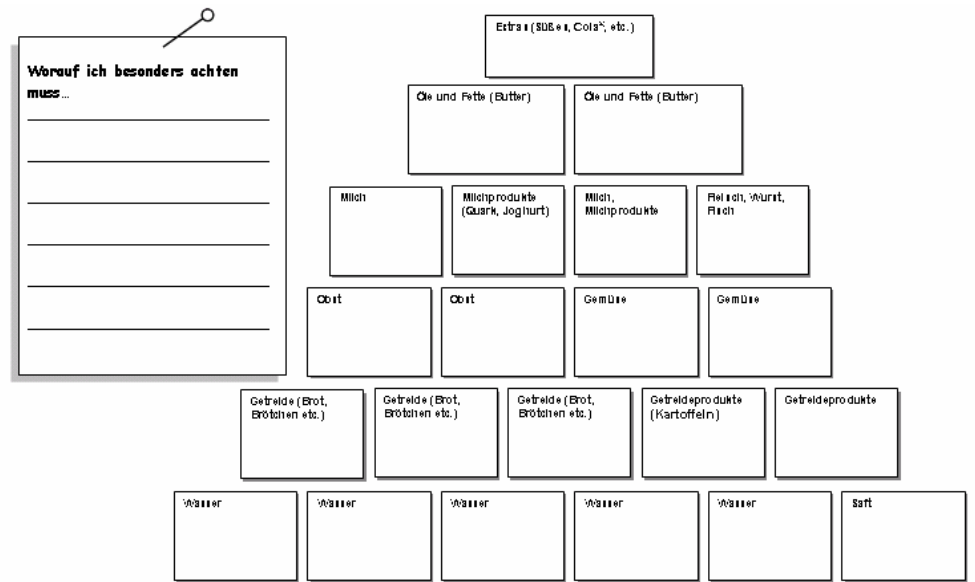 Worauf ich besonders achten
muss…
Extras (Süßes, Cola*, etc.)
Öle und Fette (Butter)
Öle und Fette (Butter)
Milch
Milchprodukte
(Quark, Joghurt)
Milch,
Milchprodukte
Fleisch, Wurst,
Fisch
Obst
Obst
Gemüse
Gemüse
Getreide (Brot,
Brötchen etc.)
Getreide (Brot,
Brötchen etc.)
Getreide (Brot,
Brötchen etc.)
Getreideprodukte
(Kartoffeln)
Getreideprodukte
Wasser
Wasser
Wasser
Wasser
Wasser
Saft